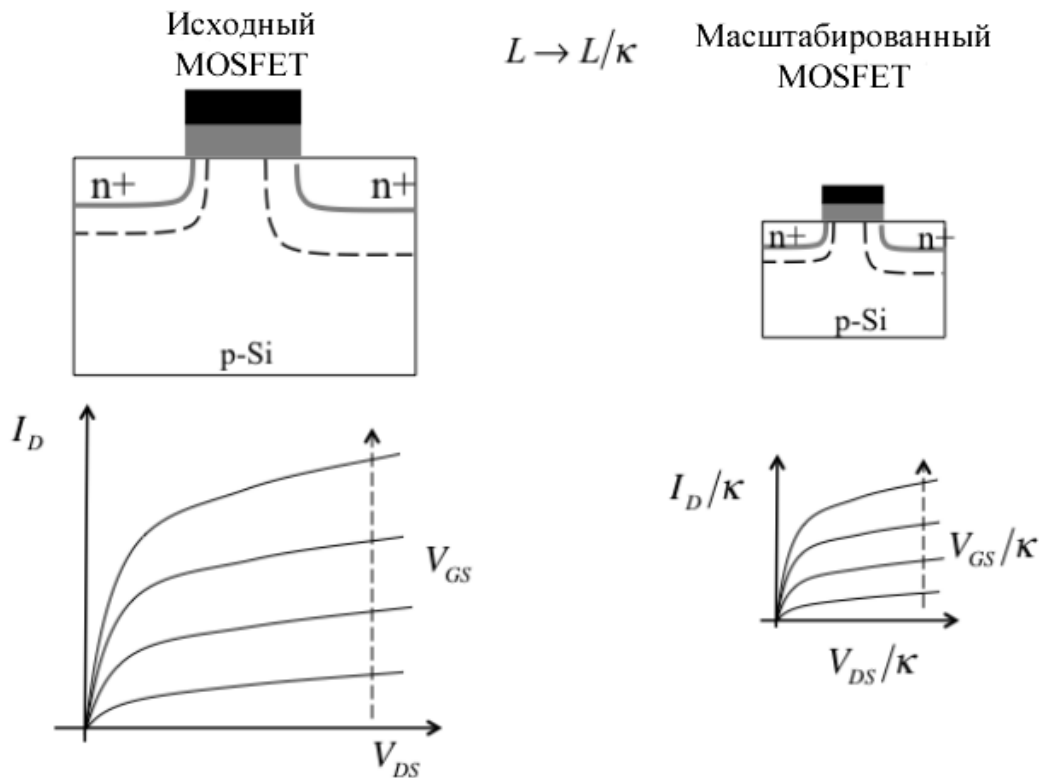 Исходный
MOSFET
L → L/κ
Масштабированный
MOSFET
n+
n+
p-Si
n+
n+
p-Si
I_D
V_GS
V_DS
I_D/κ
V_GS/κ
V_DS/κ